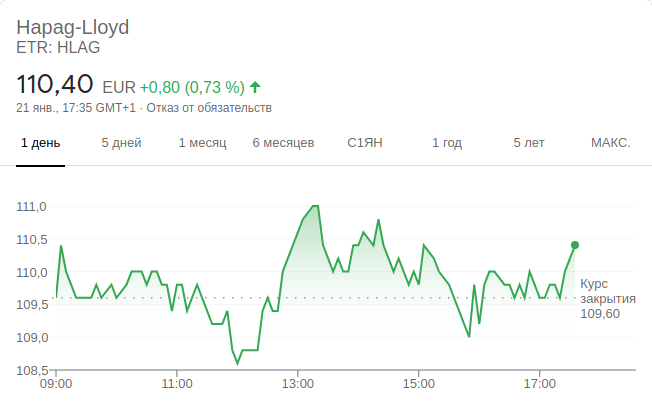 Hapag-Lloyd
ETR: HLAG
110,40 EUR +0,80 (0,73 %)
21 янв., 17:35 GMT+1 · Отказ от обязательств
1 день 5 дней 1 месяц 6 месяцев С1ЯН 1 год 5 лет МАКС.
111,0
110,5
110,0
109,5
109,0
108,5
Курс
закрытия
109,60
09:00 11:00 13:00 15:00 17:00